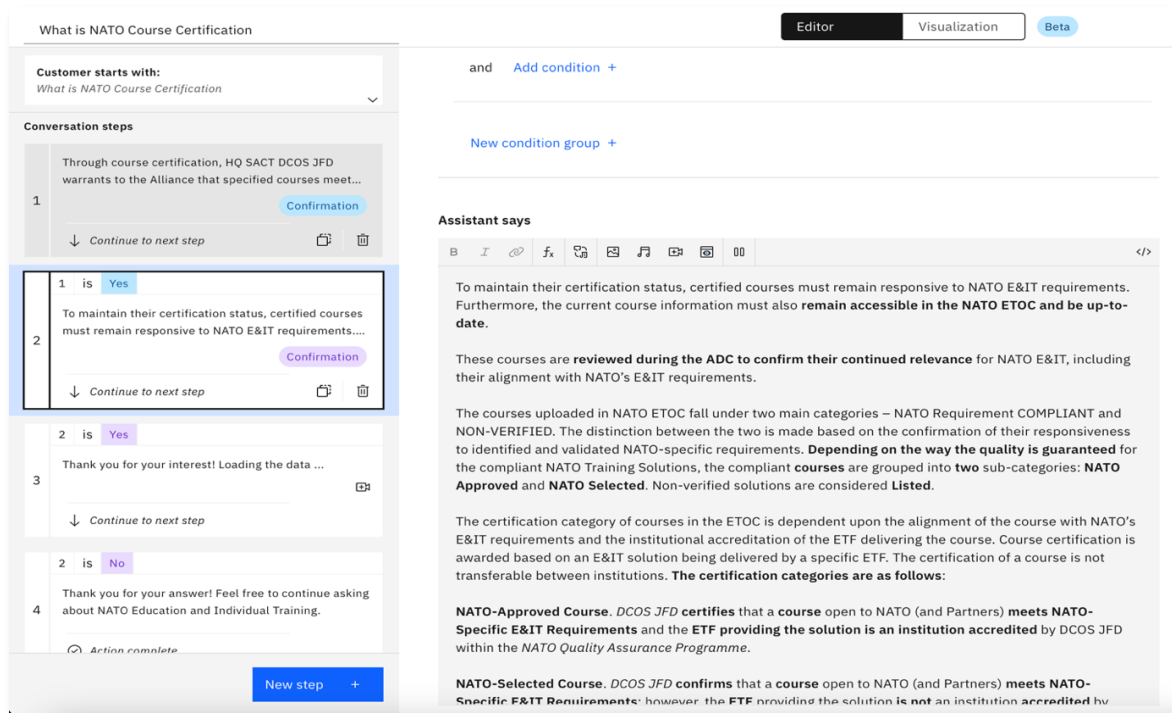 What is NATO Course Certification
Editor
Visualization
Beta
Customer starts with:
What is NATO Course Certification
Conversation steps
1
Through course certification, HQ SACT DCOS JFD
warrants to the Alliance that specified courses meet...
Confirmation
Continue to next step
2
1 is Yes
To maintain their certification status, certified courses
must remain responsive to NATO E&IT requirements....
Confirmation
Continue to next step
3
2 is Yes
Thank you for your interest! Loading the data ...
Continue to next step
4
2 is No
Thank you for your answer! Feel free to continue asking
about NATO Education and Individual Training.
Action complete
New step +
and Add condition +
New condition group +
Assistant says
B I fx </>
To maintain their certification status, certified courses must remain responsive to NATO E&IT requirements.
Furthermore, the current course information must also remain accessible in the NATO ETOC and be up-to-
date.
These courses are reviewed during the ADC to confirm their continued relevance for NATO E&IT, including
their alignment with NATO's E&IT requirements.
The courses uploaded in NATO ETOC fall under two main categories – NATO Requirement COMPLIANT and
NON-VERIFIED. The distinction between the two is made based on the confirmation of their responsiveness
to identified and validated NATO-specific requirements. Depending on the way the quality is guaranteed for
the compliant NATO Training Solutions, the compliant courses are grouped into two sub-categories: NATO
Approved and NATO Selected. Non-verified solutions are considered Listed.
The certification category of courses in the ETOC is dependent upon the alignment of the course with NATO's
E&IT requirements and the institutional accreditation of the ETF delivering the course. Course certification is
awarded based on an E&IT solution being delivered by a specific ETF. The certification of a course is not
transferable between institutions. The certification categories are as follows:
NATO-Approved Course. DCOS JFD certifies that a course open to NATO (and Partners) meets NATO-
Specific E&IT Requirements and the ETF providing the solution is an institution accredited by DCOS JFD
within the NATO Quality Assurance Programme.
NATO-Selected Course. DCOS JFD confirms that a course open to NATO (and Partners) meets NATO-
Specific E&IT Requirements; however, the ETF providing the solution is not an institution accredited by